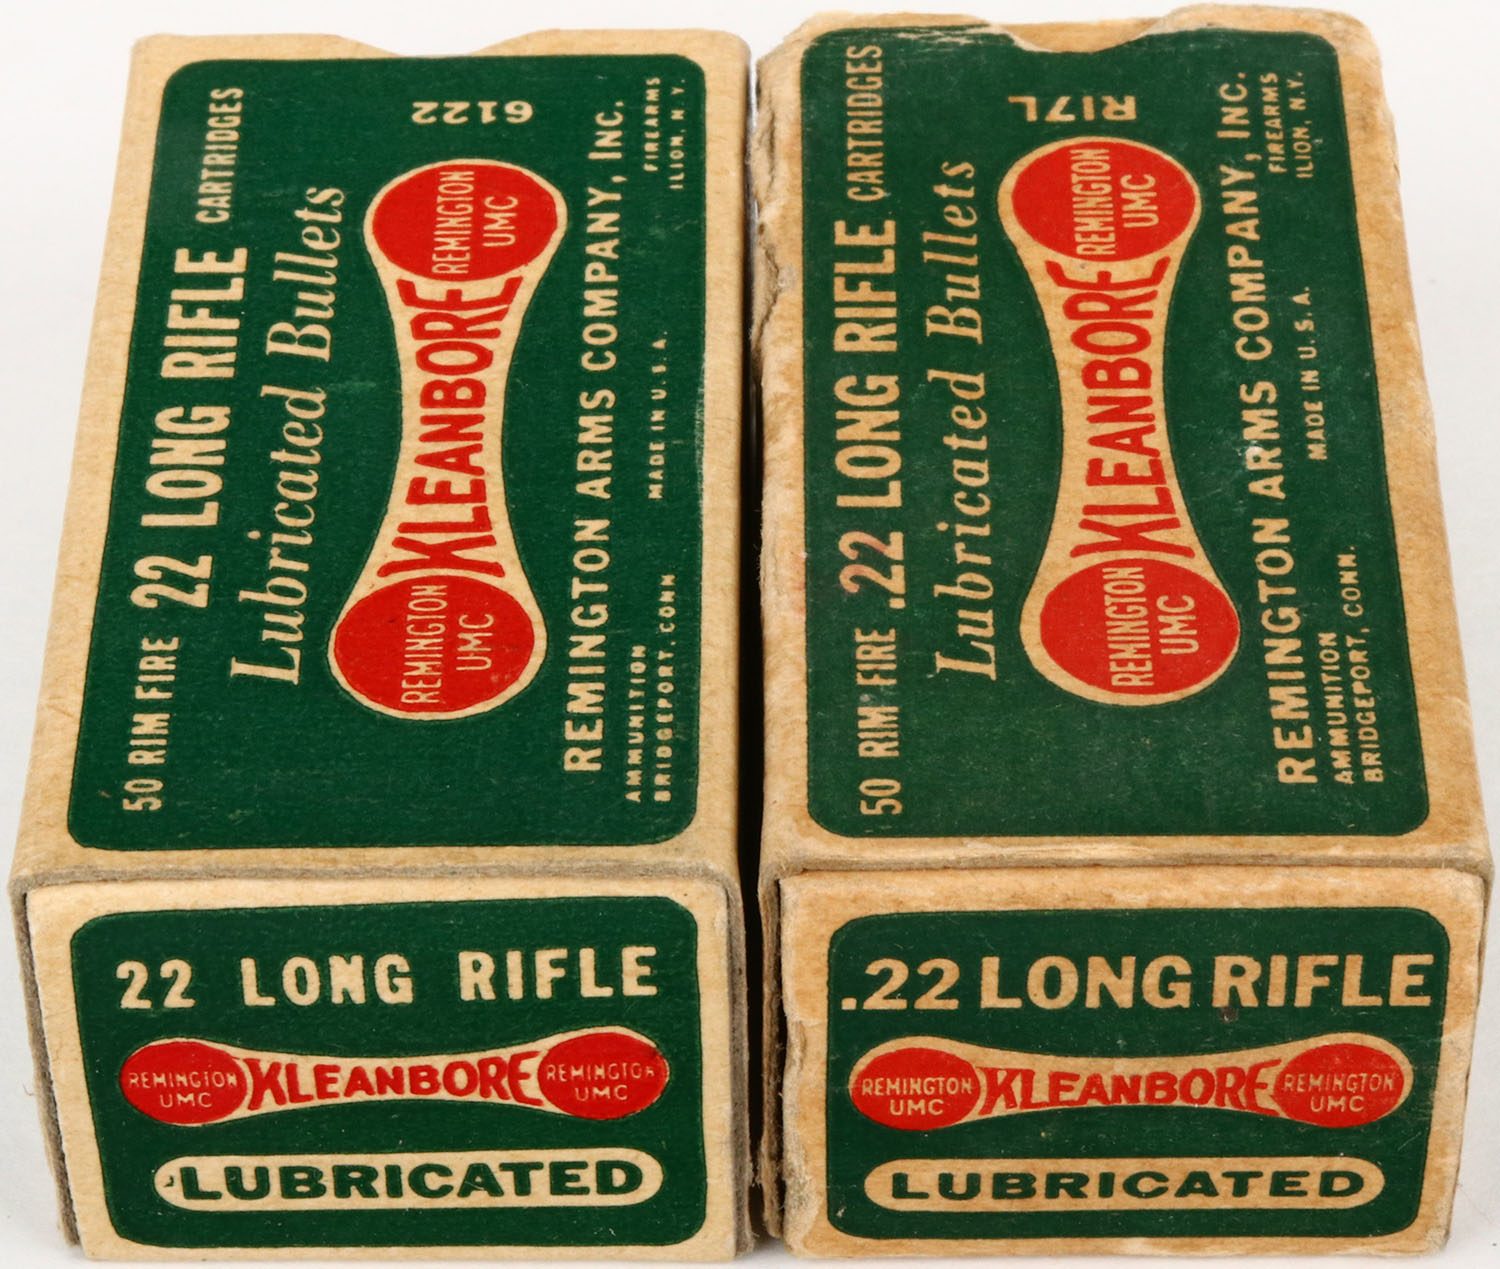 6122
50 RIM FIRE 22 LONG RIFLE CARTRIDGES
Lubricated Bullets
REMINGTON UMC KLEANBORE REMINGTON UMC
REMINGTON ARMS COMPANY, INC.
AMMUNITION MADE IN U.S.A. FIREARMS
BRIDGEPORT, CONN ILION, N.Y.
22 LONG RIFLE
REMINGTON UMC KLEANBORE REMINGTON UMC
LUBRICATED
R17L
50 RIM FIRE .22 LONG RIFLE CARTRIDGES
Lubricated Bullets
REMINGTON UMC KLEANBORE REMINGTON UMC
REMINGTON ARMS COMPANY, INC.
AMMUNITION MADE IN U.S.A. FIREARMS
BRIDGEPORT, CONN. ILION, N.Y.
.22 LONG RIFLE
REMINGTON UMC KLEANBORE REMINGTON UMC
LUBRICATED